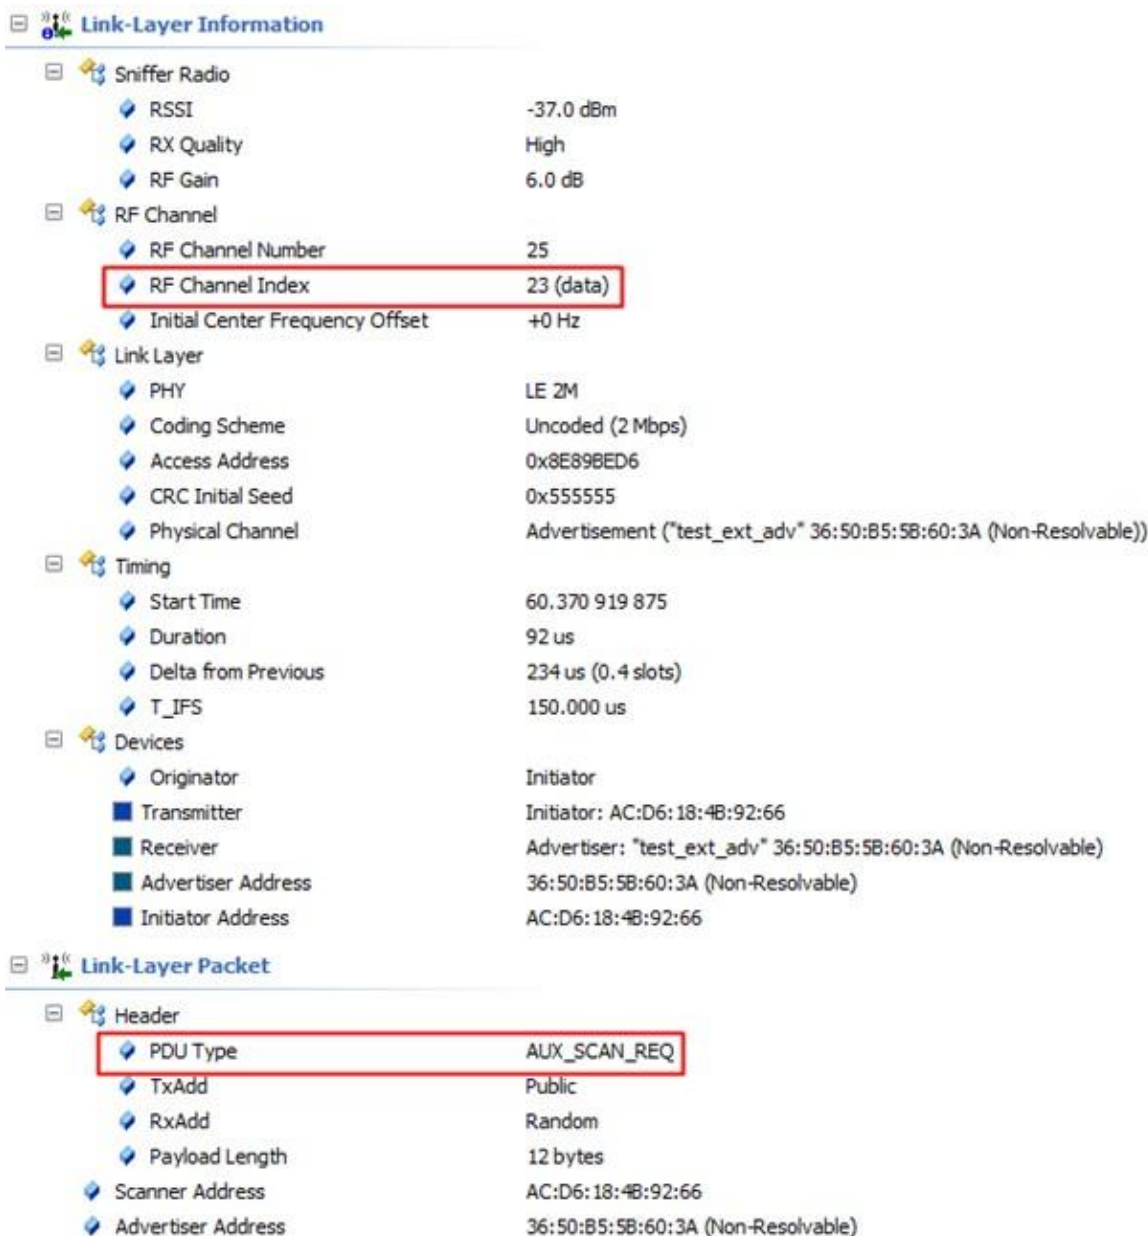 Link-Layer Information
Sniffer Radio
RSSI -37.0 dBm
RX Quality High
RF Gain 6.0 dB
RF Channel
RF Channel Number 25
RF Channel Index 23 (data)
Initial Center Frequency Offset +0 Hz
Link Layer
PHY LE 2M
Coding Scheme Uncoded (2 Mbps)
Access Address 0x8E89BED6
CRC Initial Seed 0x555555
Physical Channel Advertisement ("test_ext_adv" 36:50:B5:5B:60:3A (Non-Resolvable))
Timing
Start Time 60.370 919 875
Duration 92 us
Delta from Previous 234 us (0.4 slots)
T_IFS 150.000 us
Devices
Originator Initiator
Transmitter Initiator: AC:D6:18:4B:92:66
Receiver Advertiser: "test_ext_adv" 36:50:B5:5B:60:3A (Non-Resolvable)
Advertiser Address 36:50:B5:5B:60:3A (Non-Resolvable)
Initiator Address AC:D6:18:4B:92:66
Link-Layer Packet
Header
PDU Type AUX_SCAN_REQ
TxAdd Public
RxAdd Random
Payload Length 12 bytes
Scanner Address AC:D6:18:4B:92:66
Advertiser Address 36:50:B5:5B:60:3A (Non-Resolvable)